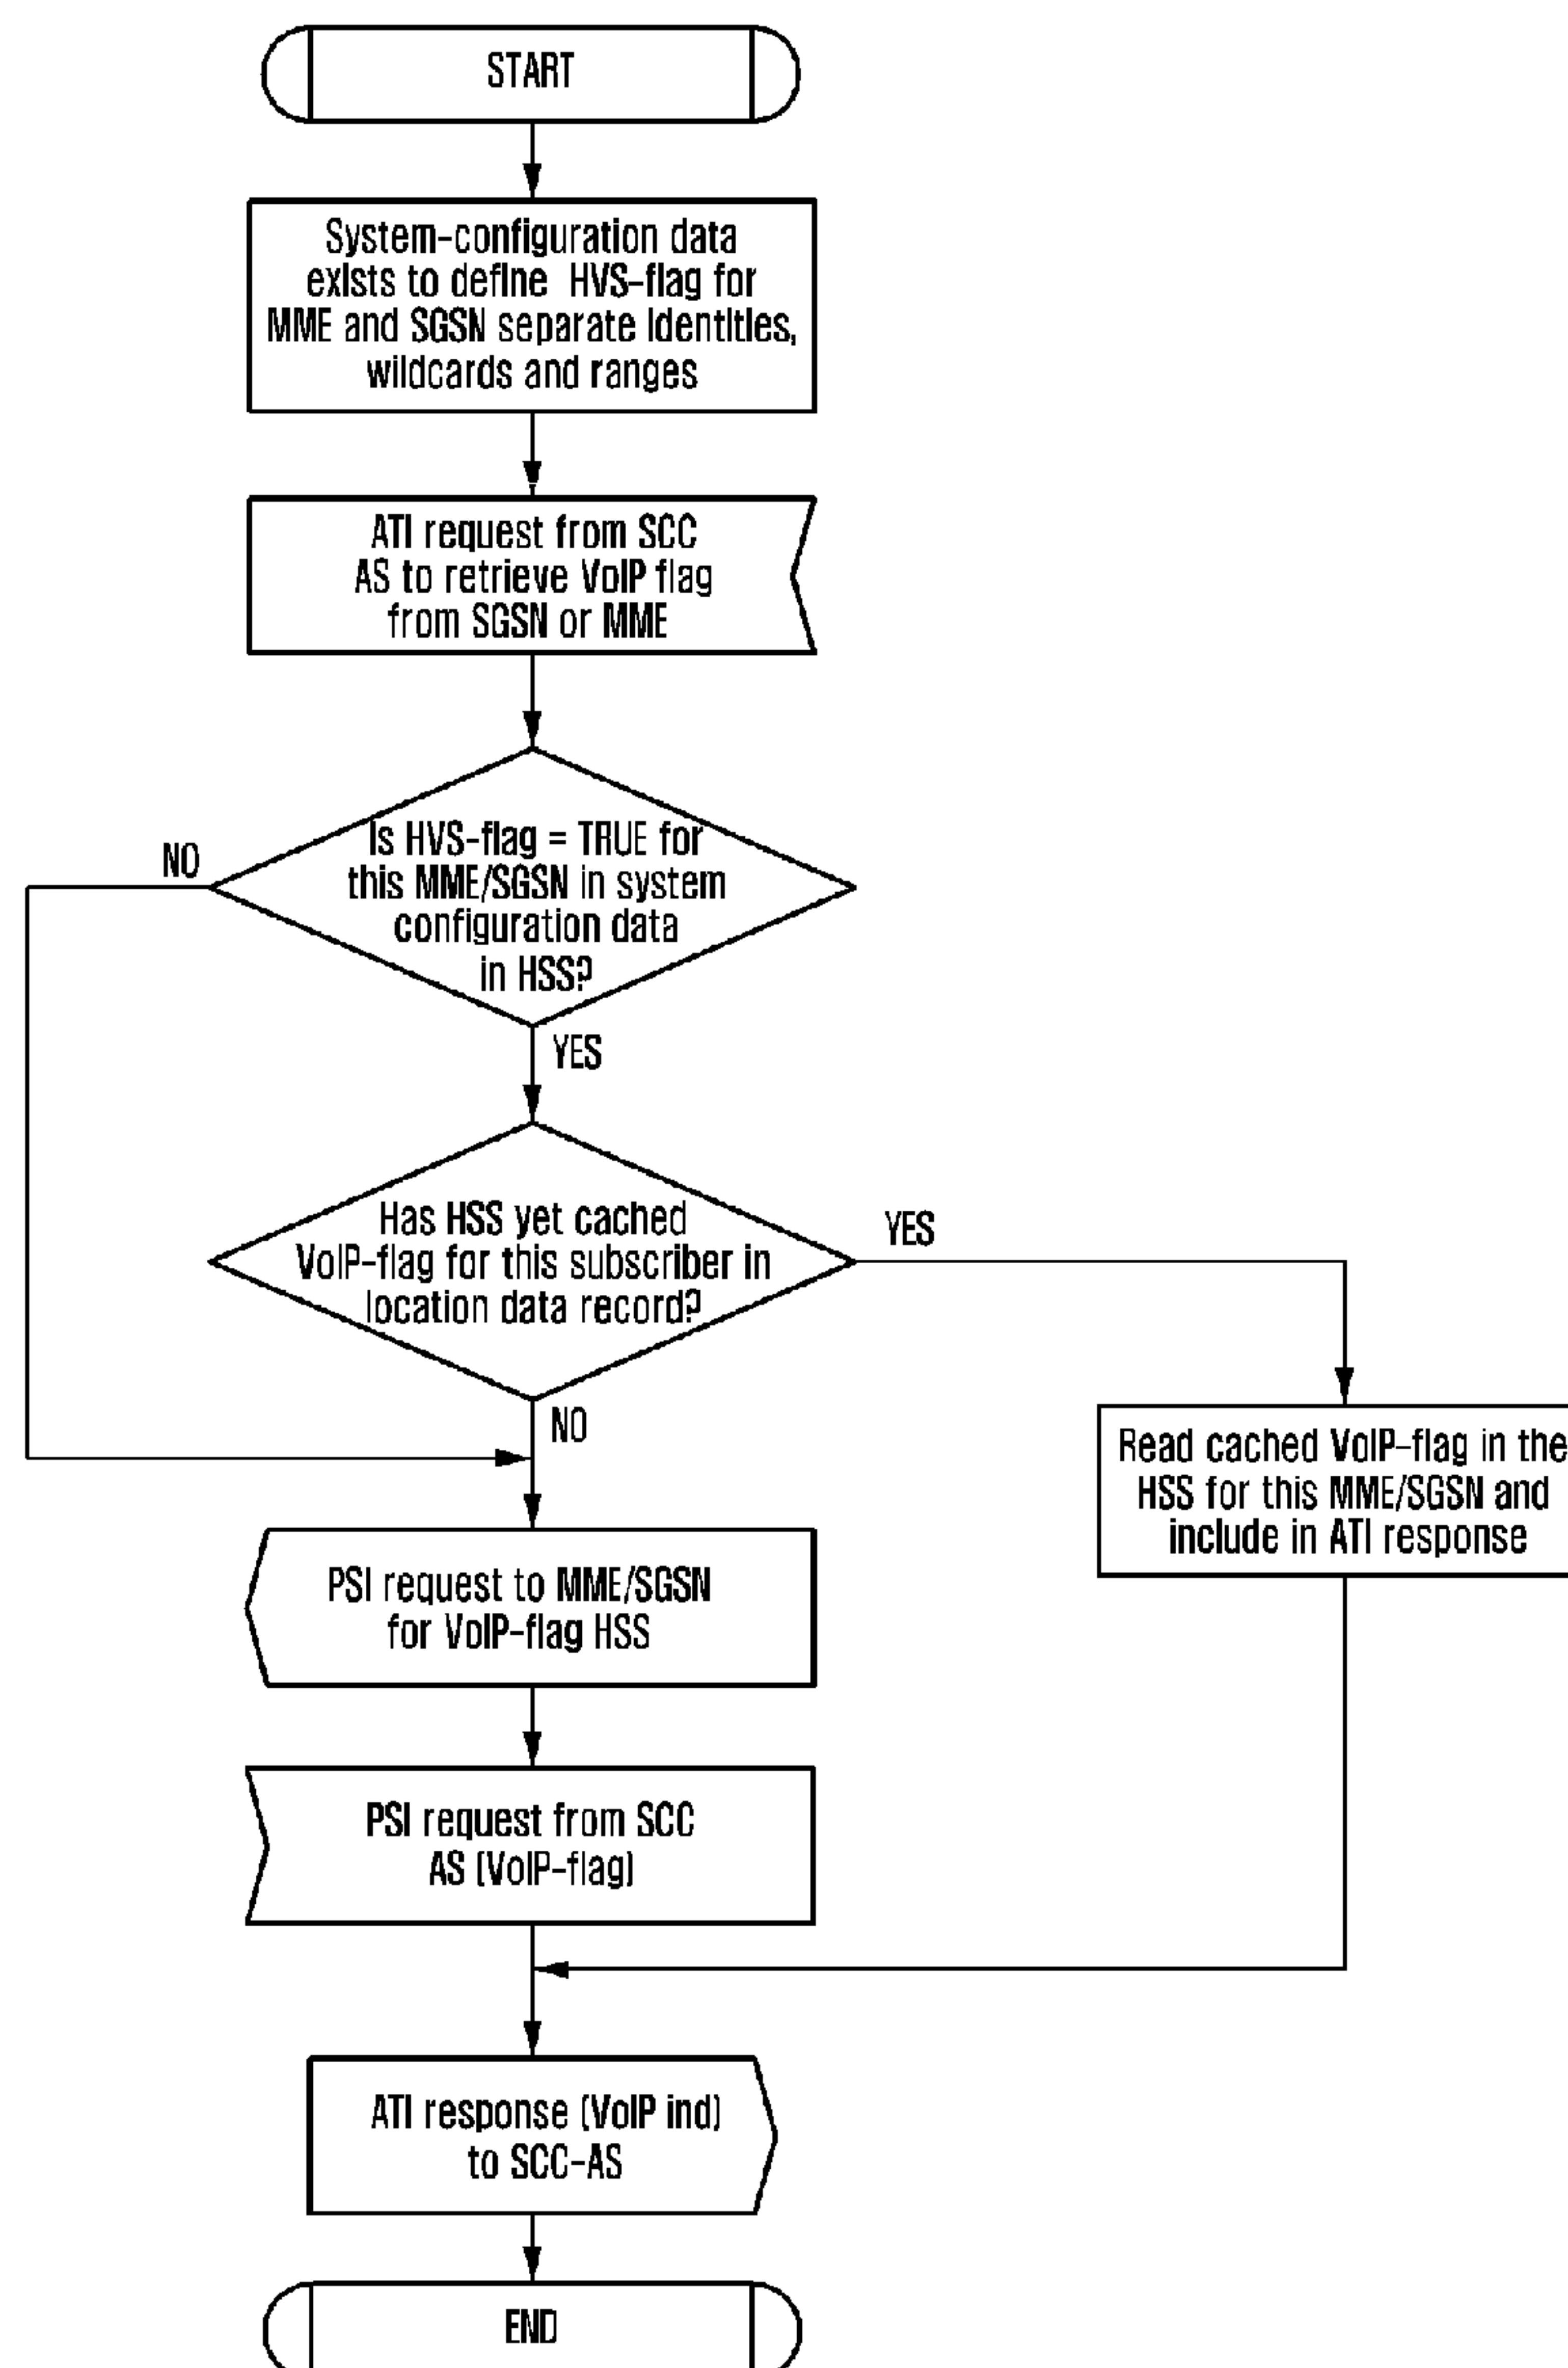 START
System-configuration data
exists to define HVS-flag for
MME and SGSN separate identities,
wildcards and ranges
ATI request from SCC
AS to retrieve VoIP flag
from SGSN or MME
Is HVS-flag = TRUE for
this MME/SGSN in system
configuration data
in HSS?
NO
YES
Has HSS yet cached
VoIP-flag for this subscriber in
location data record?
YES
NO
Read cached VoIP-flag in the
HSS for this MME/SGSN and
include in ATI response
PSI request to MME/SGSN
for VoIP-flag HSS
PSI request from SCC
AS (VoIP-flag)
ATI response (VoIP ind)
to SCC-AS
END